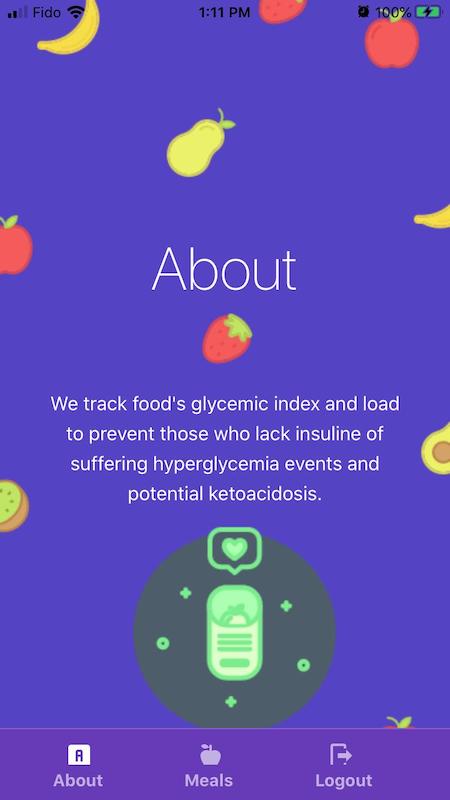 Fido 1:11 PM 100%
About
We track food's glycemic index and load
to prevent those who lack insuline of
suffering hyperglycemia events and
potential ketoacidosis.
A
About Meals Logout